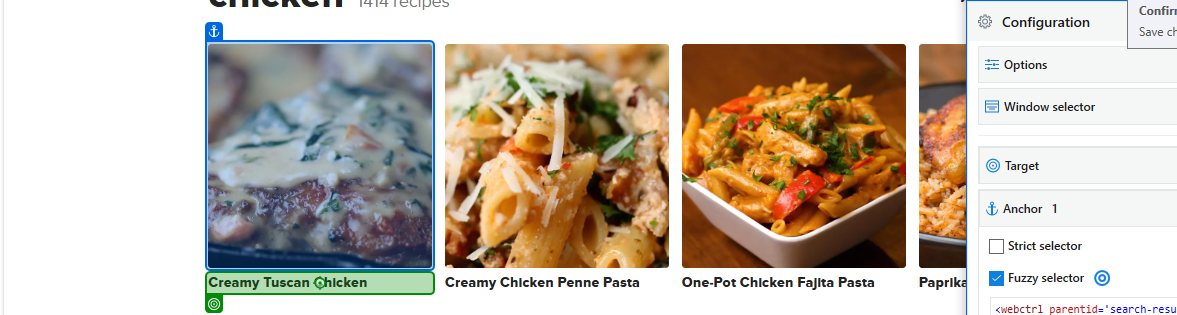 chicken 1414 recipes
Creamy Tuscan Chicken
Creamy Chicken Penne Pasta
One-Pot Chicken Fajita Pasta
Paprika
Configuration
Options
Window selector
Target
Anchor 1
Strict selector
Fuzzy selector
<webctrl parentid='search-resu
Confirm
Save ch